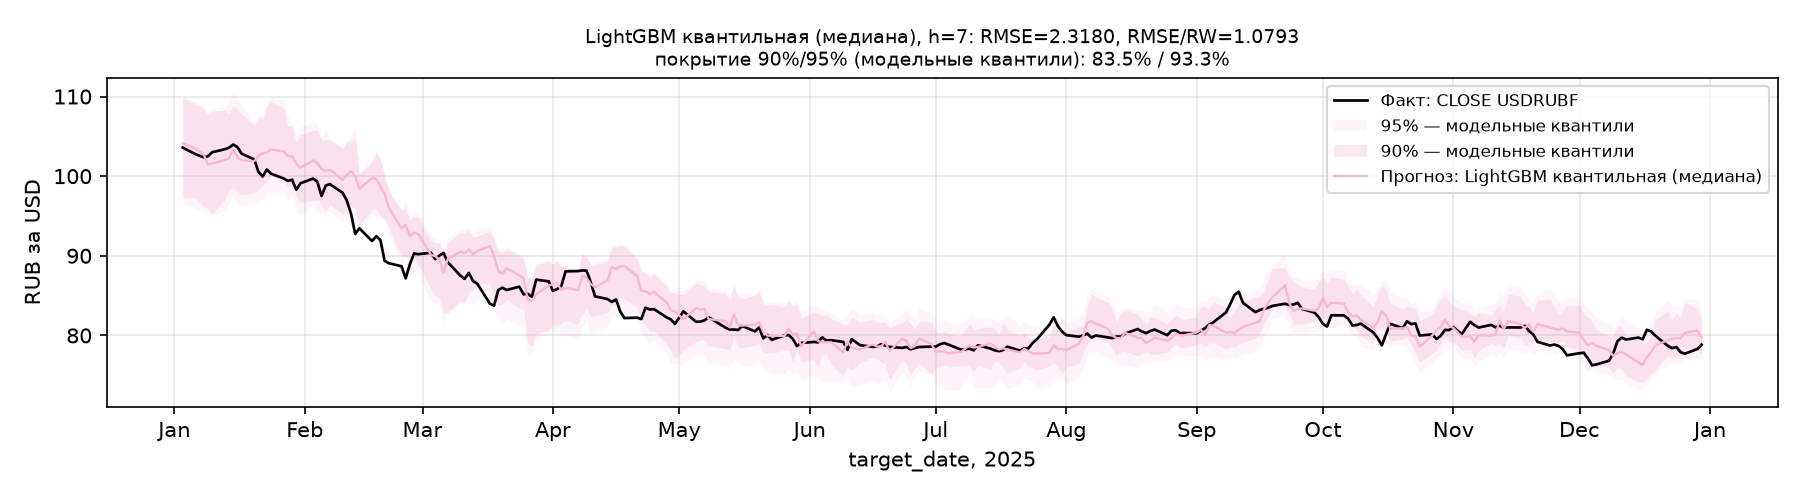 LightGBM квантильная (медиана), h=7: RMSE=2.3180, RMSE/RW=1.0793
покрытие 90%/95% (модельные квантили): 83.5% / 93.3%
110
100
90
80
RUB за USD
Факт: CLOSE USDRUBF
95% — модельные квантили
90% — модельные квантили
Прогноз: LightGBM квантильная (медиана)
Jan Feb Mar Apr May Jun Jul Aug Sep Oct Nov Dec Jan
target_date, 2025